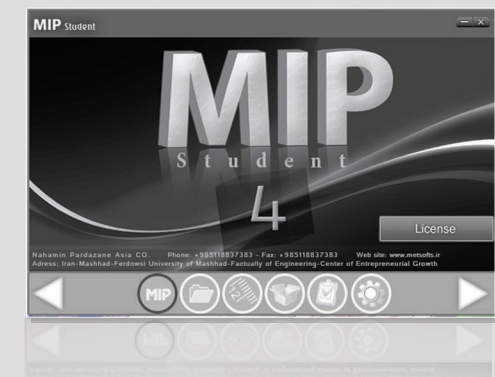 MIP Student
MIP
Student
4
License
Nahamin Pardazane Asia CO. Phone: +985118837383 - Fax: +985118837383 Web site: www.metsofts.ir
Adress: Iran-Mashhad-Ferdowsi University of Mashhad-Factually of Engineering-Center of Entrepreneurial Growth
MIP